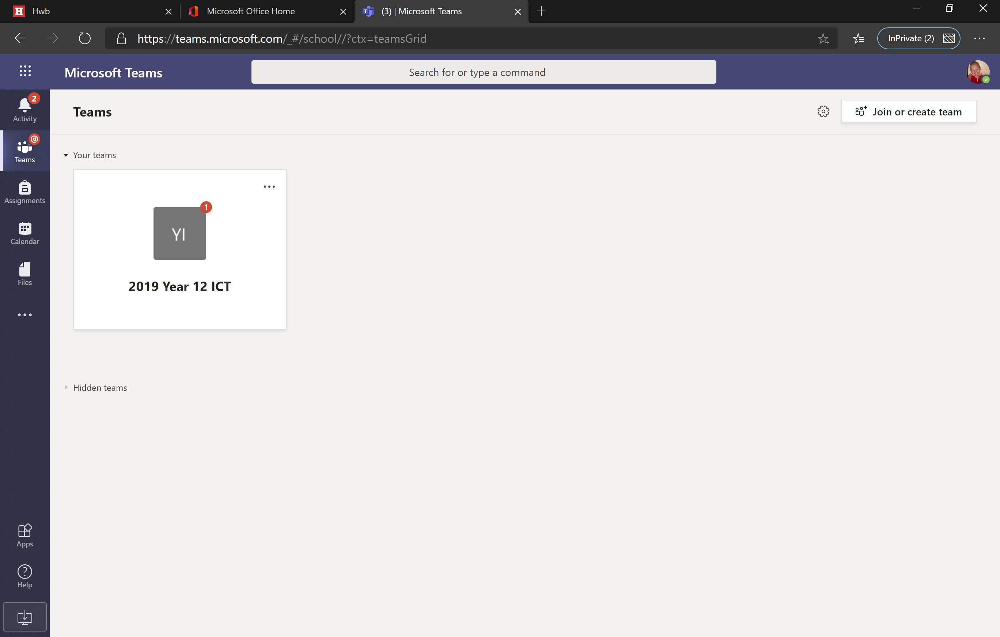 H Hwb
Microsoft Office Home
T (3) | Microsoft Teams
https://teams.microsoft.com/_#/school//?ctx=teamsGrid
InPrivate (2)
Microsoft Teams
Search for or type a command
2
Activity
Teams
Join or create team
@
Teams
Your teams
Assignments
1
YI
Calendar
2019 Year 12 ICT
Files
Hidden teams
Apps
?
Help